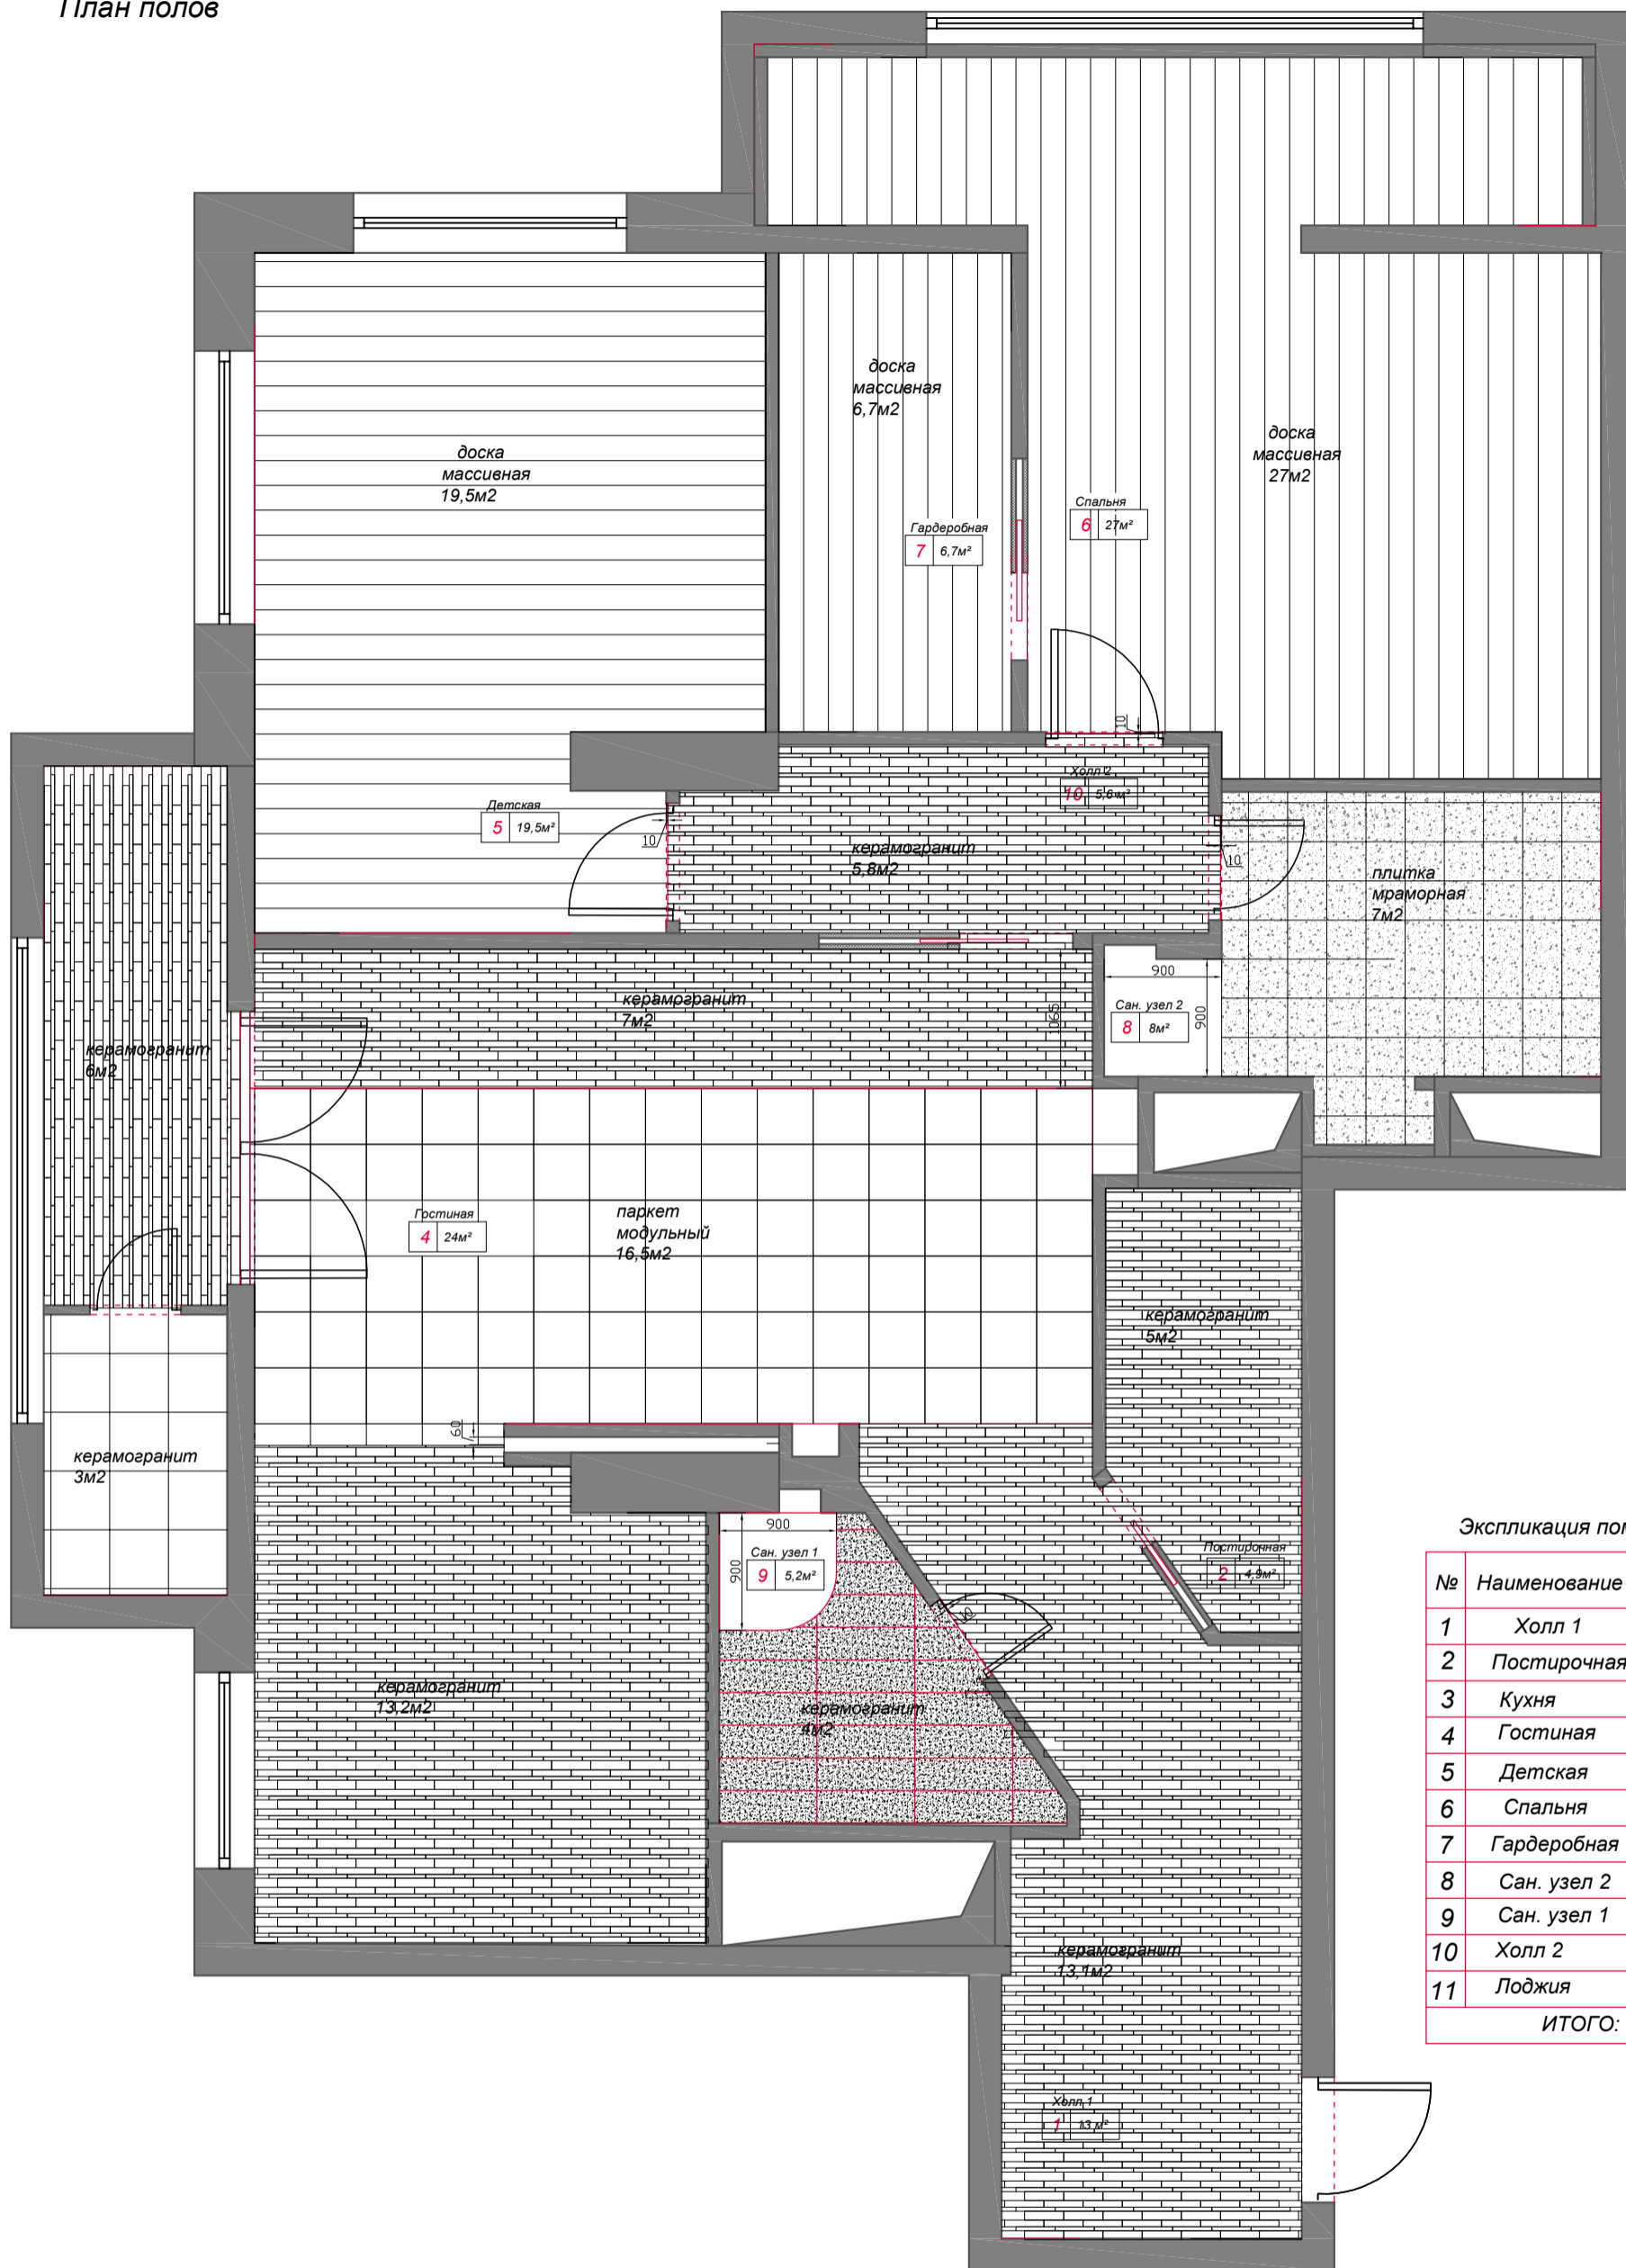 План полов
доска
массивная
6,7м2
доска
массивная
27м2
доска
массивная
19,5м2
Спальня
6 27м²
Гардеробная
7 6,7м²
10
Холл 2
10 5,6м²
Детская
5 19,5м²
10
керамогранит
5,8м2
10
плитка
мраморная
7м2
керамогранит
7м2
1065
900
Сан. узел 2
8 8м²
900
керамогранит
6м2
Гостиная
4 24м²
паркет
модульный
16,5м2
керамогранит
5м2
60
керамогранит
3м2
900
Сан. узел 1
9 5,2м²
900
10
Постирочная
2 4,9м²
керамогранит
13,2м2
керамогранит
4м2
керамогранит
13,1м2
Холл 1
1 13м²
Экспликация
№ Наименование
1 Холл 1
2 Постирочная
3 Кухня
4 Гостиная
5 Детская
6 Спальня
7 Гардеробная
8 Сан. узел 2
9 Сан. узел 1
10 Холл 2
11 Лоджия
ИТОГО: